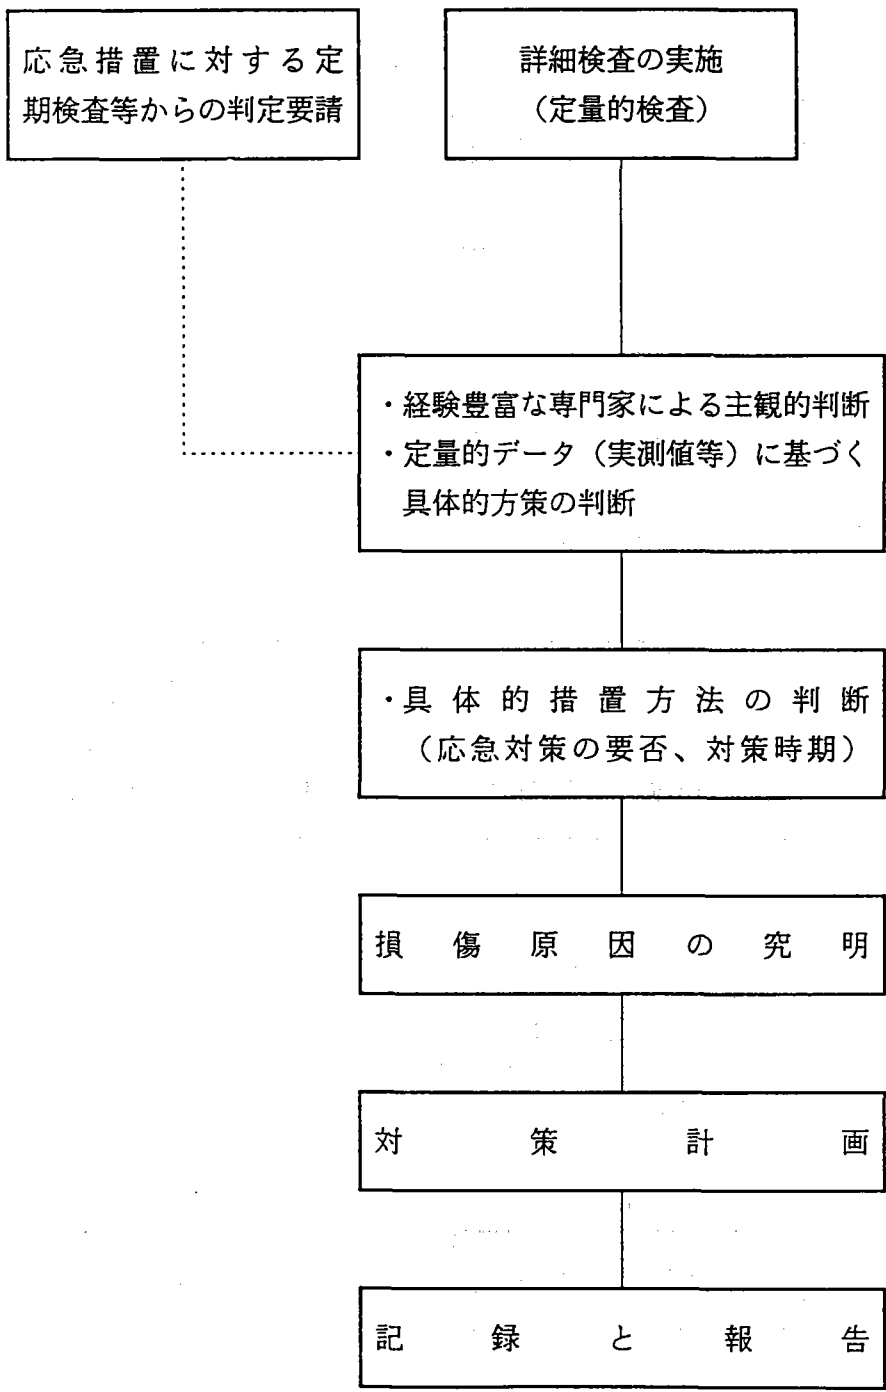 応急措置に対する定
期検査等からの判定要請
詳細検査の実施
（定量的検査）
・経験豊富な専門家による主観的判断
・定量的データ（実測値等）に基づく
具体的方策の判断
・具体的措置方法の判断
（応急対策の要否、対策時期）
損傷原因の究明
対策計画
記録と報告